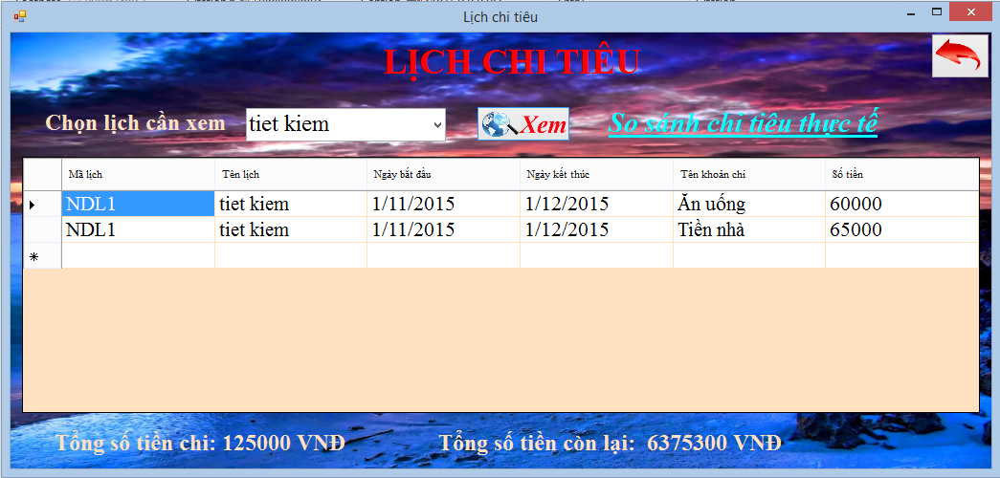 Lịch chi tiêu
LỊCH CHI TIÊU
Chọn lịch cần xem tiet kiem Xem So sánh chi tiêu thực tế
Mã lịch Tên lịch Ngày bắt đầu Ngày kết thúc Tên khoản chi Số tiền
NDL1 tiet kiem 1/11/2015 1/12/2015 Ăn uống 60000
NDL1 tiet kiem 1/11/2015 1/12/2015 Tiền nhà 65000
Tổng số tiền chi: 125000 VNĐ Tổng số tiền còn lại: 6375300 VNĐ